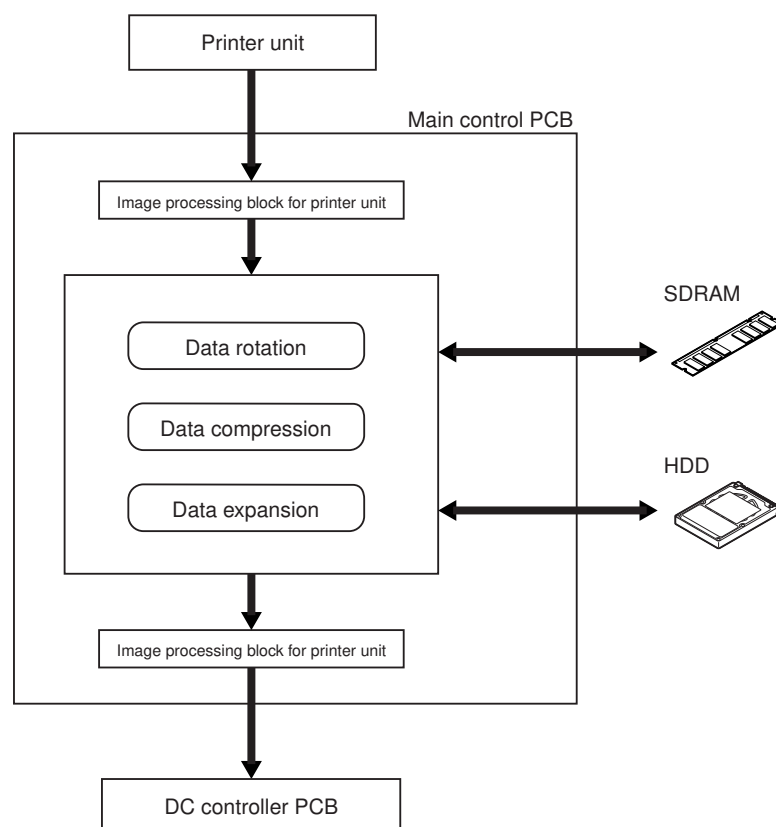 Printer unit
Main control PCB
Image processing block for printer unit
SDRAM
Data rotation
Data compression
HDD
Data expansion
Image processing block for printer unit
DC controller PCB